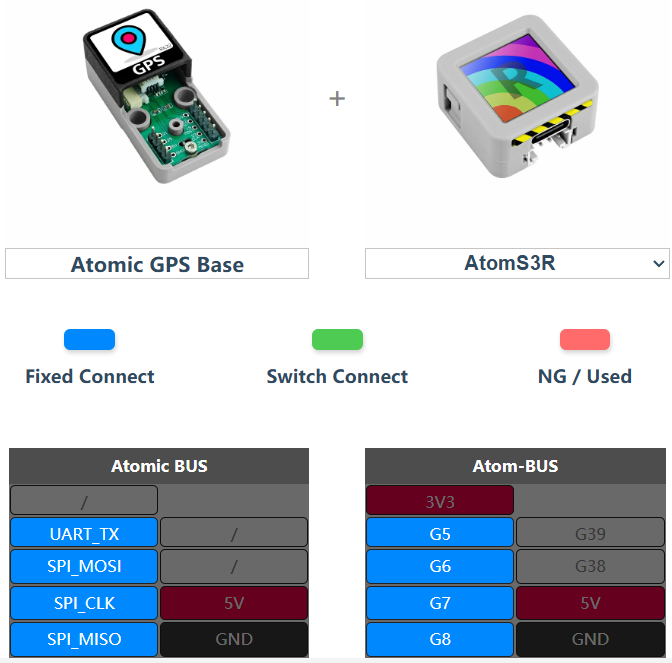 GPS
R
+
Atomic GPS Base
AtomS3R
Fixed Connect
Switch Connect
NG / Used
Atomic BUS
/
UART_TX
/
SPI_MOSI
/
SPI_CLK
5V
SPI_MISO
GND
Atom-BUS
3V3
G5
G39
G6
G38
G7
5V
G8
GND